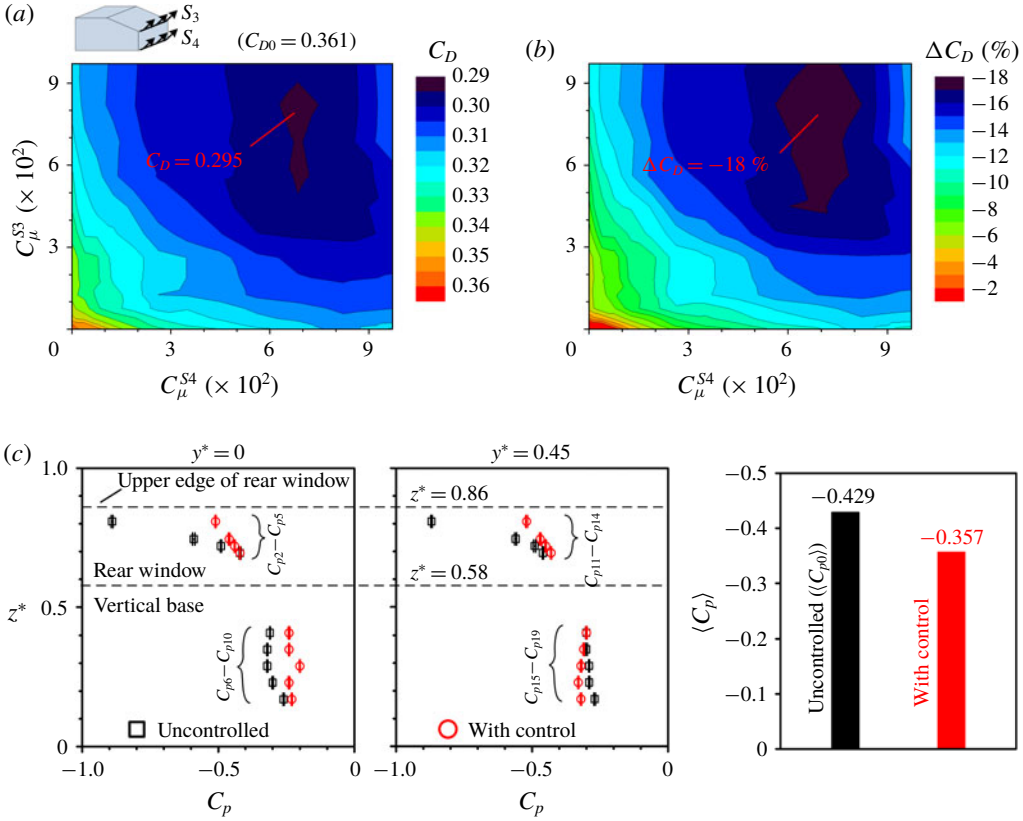 (a)
S3
S4
(CD0 = 0.361)
CD
(b)
ΔCD (%)
9
6
3
0
3
6
9
CμS3 (× 10²)
CμS4 (× 10²)
CD = 0.295
0.29
0.30
0.31
0.32
0.33
0.34
0.35
0.36
9
6
3
0
3
6
9
CμS4 (× 10²)
ΔCD = −18 %
−18
−16
−14
−12
−10
−8
−6
−4
−2
(c)
y* = 0
y* = 0.45
1.0
0.5
0
z*
Upper edge of rear window
Cp2−Cp5
Rear window
Vertical base
Cp6−Cp10
Uncontrolled
−1.0
−0.5
0
Cp
z* = 0.86
Cp11−Cp14
z* = 0.58
Cp15−Cp19
With control
−1.0
−0.5
0
Cp
−0.5
−0.4
−0.3
−0.2
−0.1
0
⟨Cp⟩
−0.429
−0.357
Uncontrolled (⟨Cp0⟩)
With control